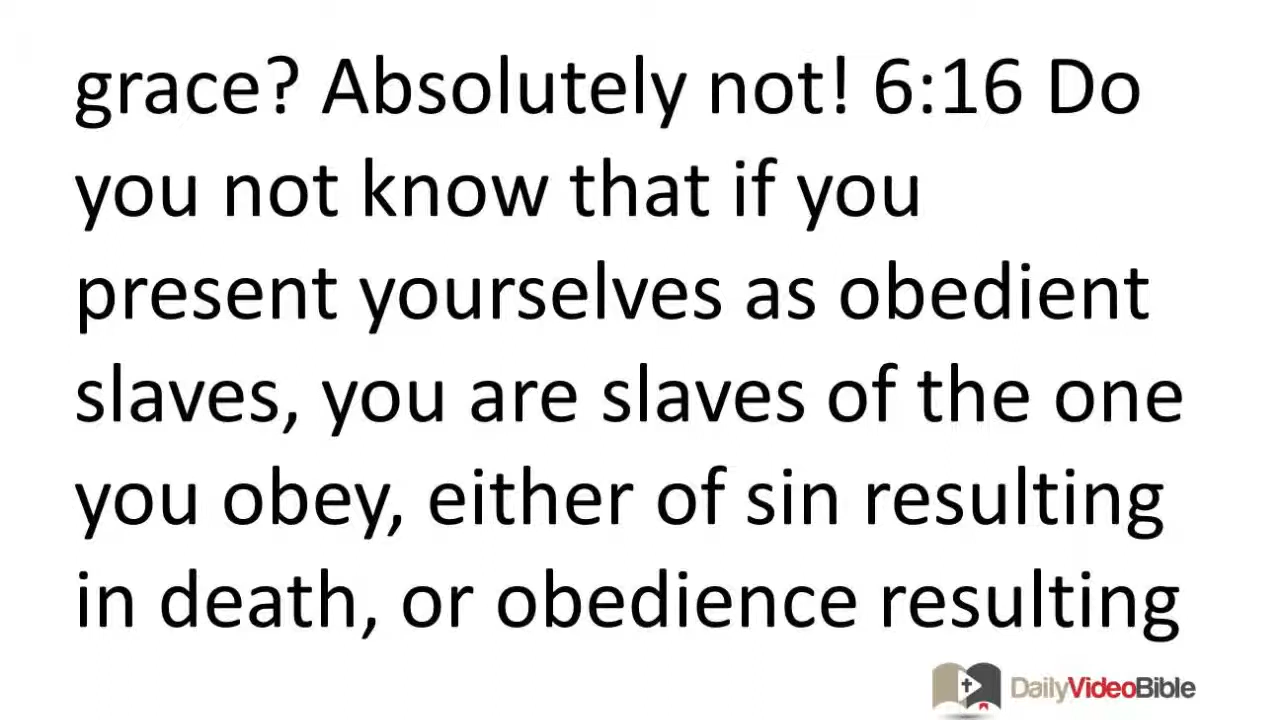 grace? Absolutely not! 6:16 Do
you not know that if you
present yourselves as obedient
slaves, you are slaves of the one
you obey, either of sin resulting
in death, or obedience resulting
DailyVideoBible